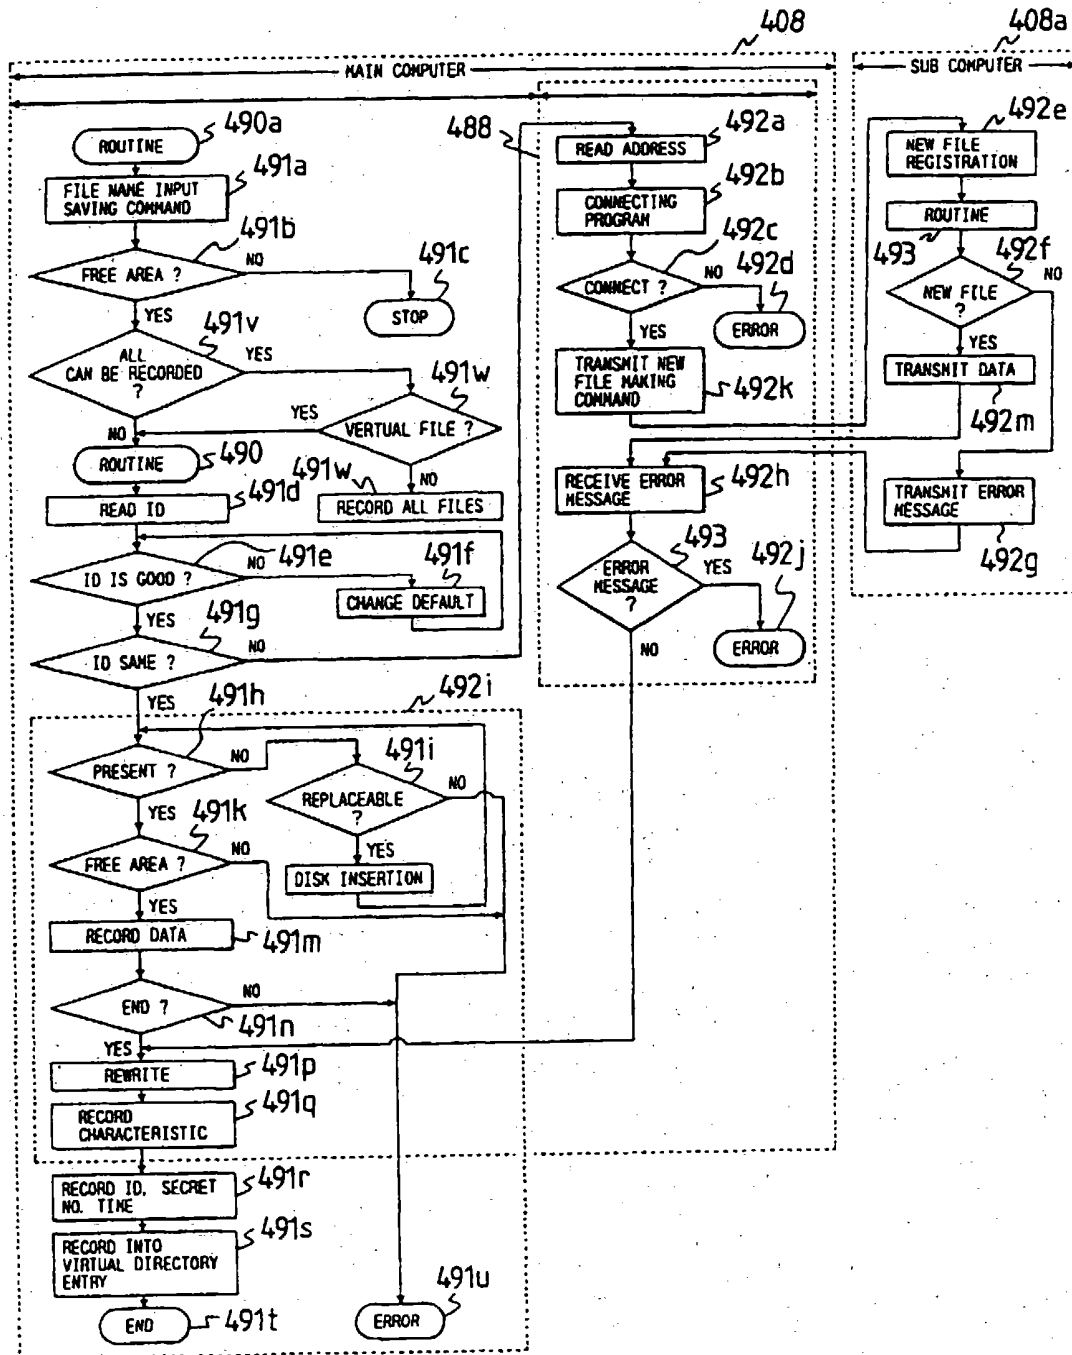 408
408a
MAIN COMPUTER
SUB COMPUTER
ROUTINE
490a
FILE NAME INPUT
SAVING COMMAND
491a
FREE AREA ?
491b
NO
491c
STOP
YES
ALL
CAN BE RECORDED
?
491v
YES
NO
VERTUAL FILE ?
491w
YES
NO
491w
RECORD ALL FILES
ROUTINE
490
READ ID
491d
ID IS GOOD ?
491e
NO
491f
CHANGE DEFAULT
YES
ID SAME ?
491g
NO
YES
492i
PRESENT ?
491h
NO
491i
REPLACEABLE
?
NO
YES
DISK INSERTION
YES
FREE AREA ?
491k
NO
YES
RECORD DATA
491m
END ?
NO
491n
YES
REWRITE
491p
RECORD
CHARACTERISTIC
491q
RECORD ID, SECRET
NO. TIME
491r
RECORD INTO
VIRTUAL DIRECTORY
ENTRY
491s
END
491t
ERROR
491u
488
READ ADDRESS
492a
CONNECTING
PROGRAM
492b
CONNECT ?
492c
NO
492d
ERROR
YES
TRANSMIT NEW
FILE MAKING
COMMAND
492k
RECEIVE ERROR
MESSAGE
492h
ERROR
MESSAGE
?
493
YES
492j
ERROR
NO
NEW FILE
REGISTRATION
492e
ROUTINE
493
NEW FILE
?
492f
NO
YES
TRANSMIT DATA
492m
TRANSMIT ERROR
MESSAGE
492g